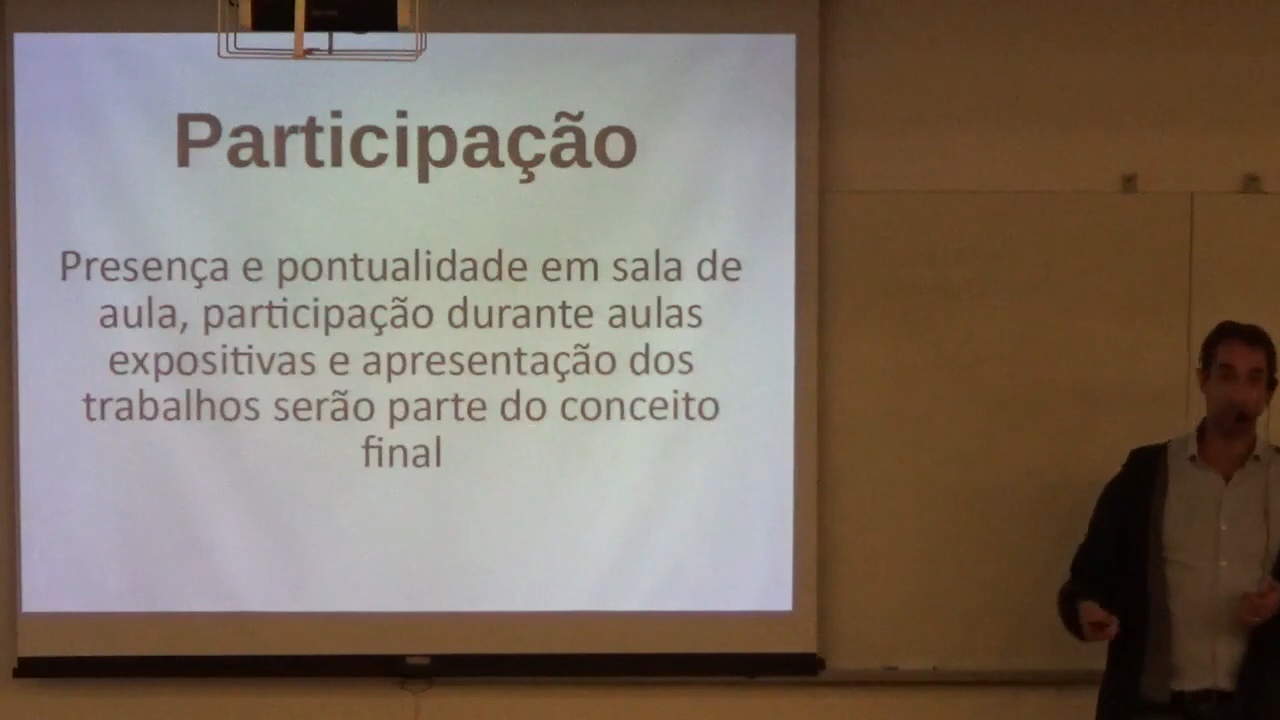 Participação
Presença e pontualidade em sala de
aula, participação durante aulas
expositivas e apresentação dos
trabalhos serão parte do conceito
final